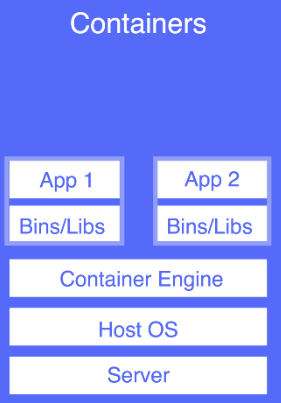 Containers
App 1
App 2
Bins/Libs
Bins/Libs
Container Engine
Host OS
Server